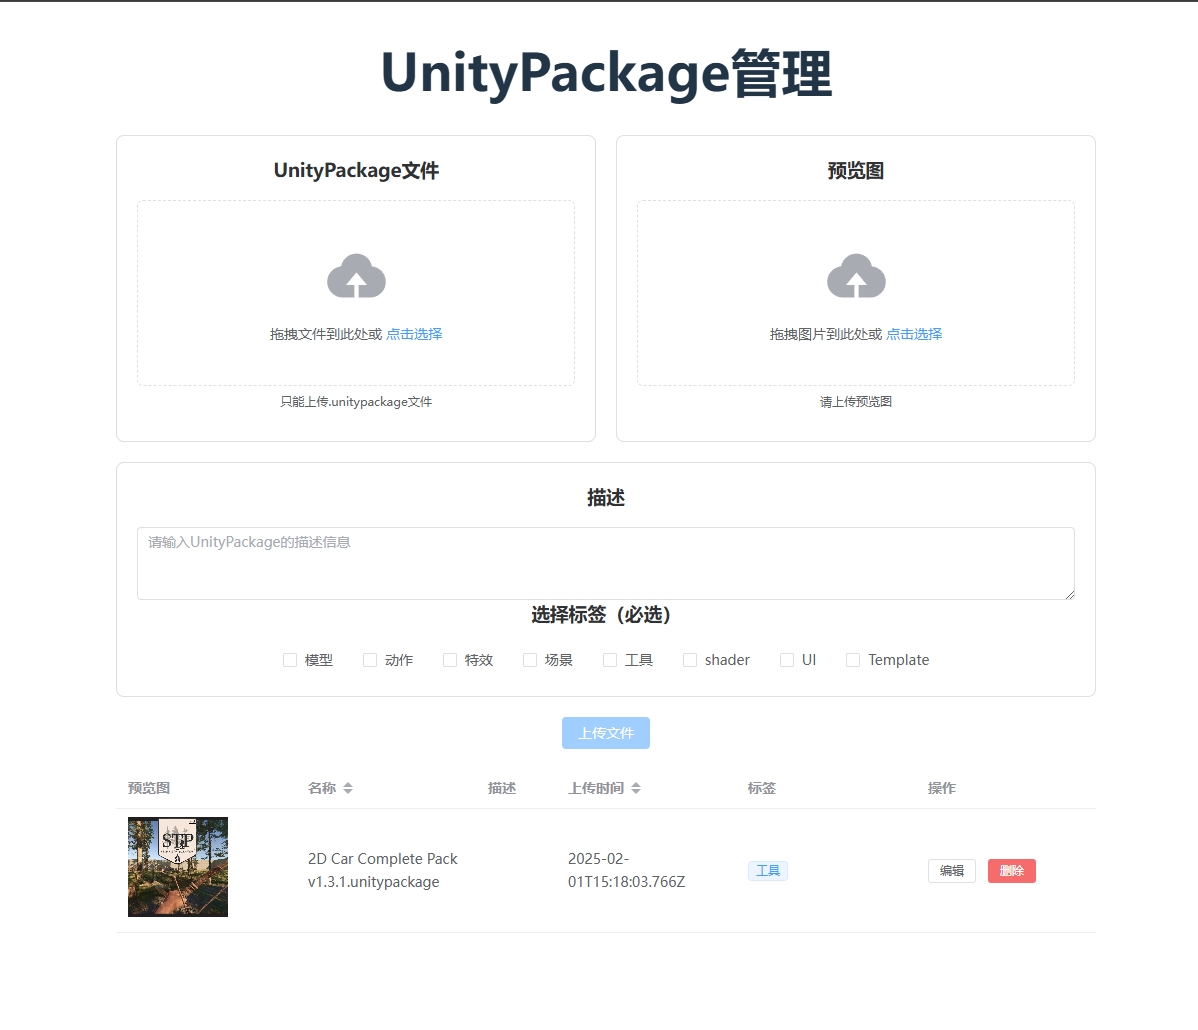 UnityPackage管理
UnityPackage文件
拖拽文件到此处或 点击选择
只能上传.unitypackage文件
预览图
拖拽图片到此处或 点击选择
请上传预览图
描述
请输入UnityPackage的描述信息
选择标签（必选）
模型 动作 特效 场景 工具 shader UI Template
上传文件
预览图 名称 描述 上传时间 标签 操作
STP
2D Car Complete Pack
v1.3.1.unitypackage
2025-02-
01T15:18:03.766Z
工具
编辑 删除